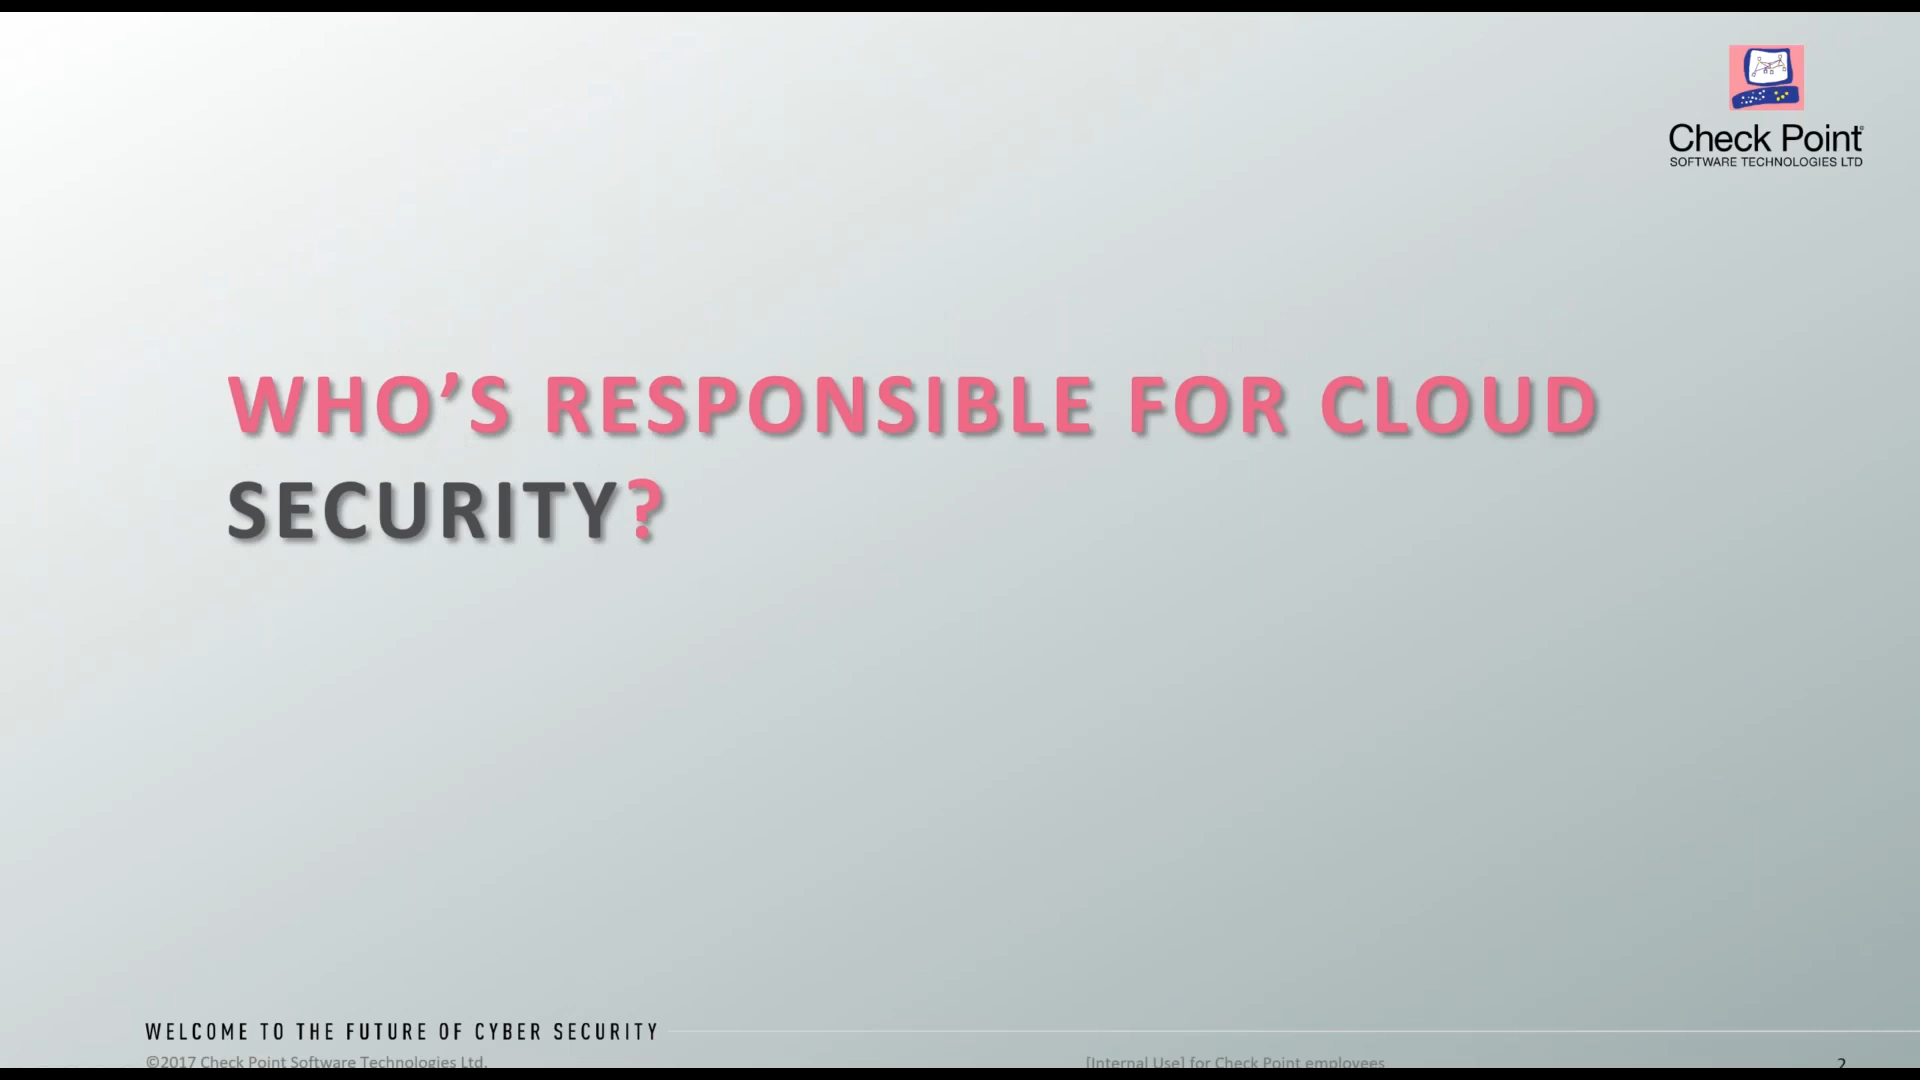 Check Point
SOFTWARE TECHNOLOGIES LTD
WHO’S RESPONSIBLE FOR CLOUD
SECURITY?
WELCOME TO THE FUTURE OF CYBER SECURITY
©2017 Check Point Software Technologies Ltd.
[Internal Use] for Check Point employees
2